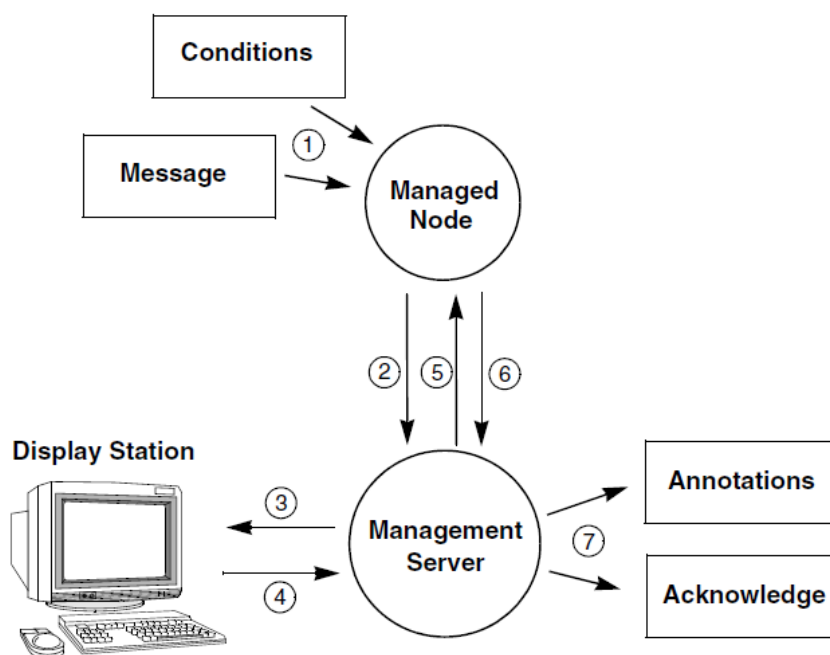 Conditions
1
Message
Managed
Node
2
5
6
Display Station
3
4
Management
Server
7
Annotations
Acknowledge